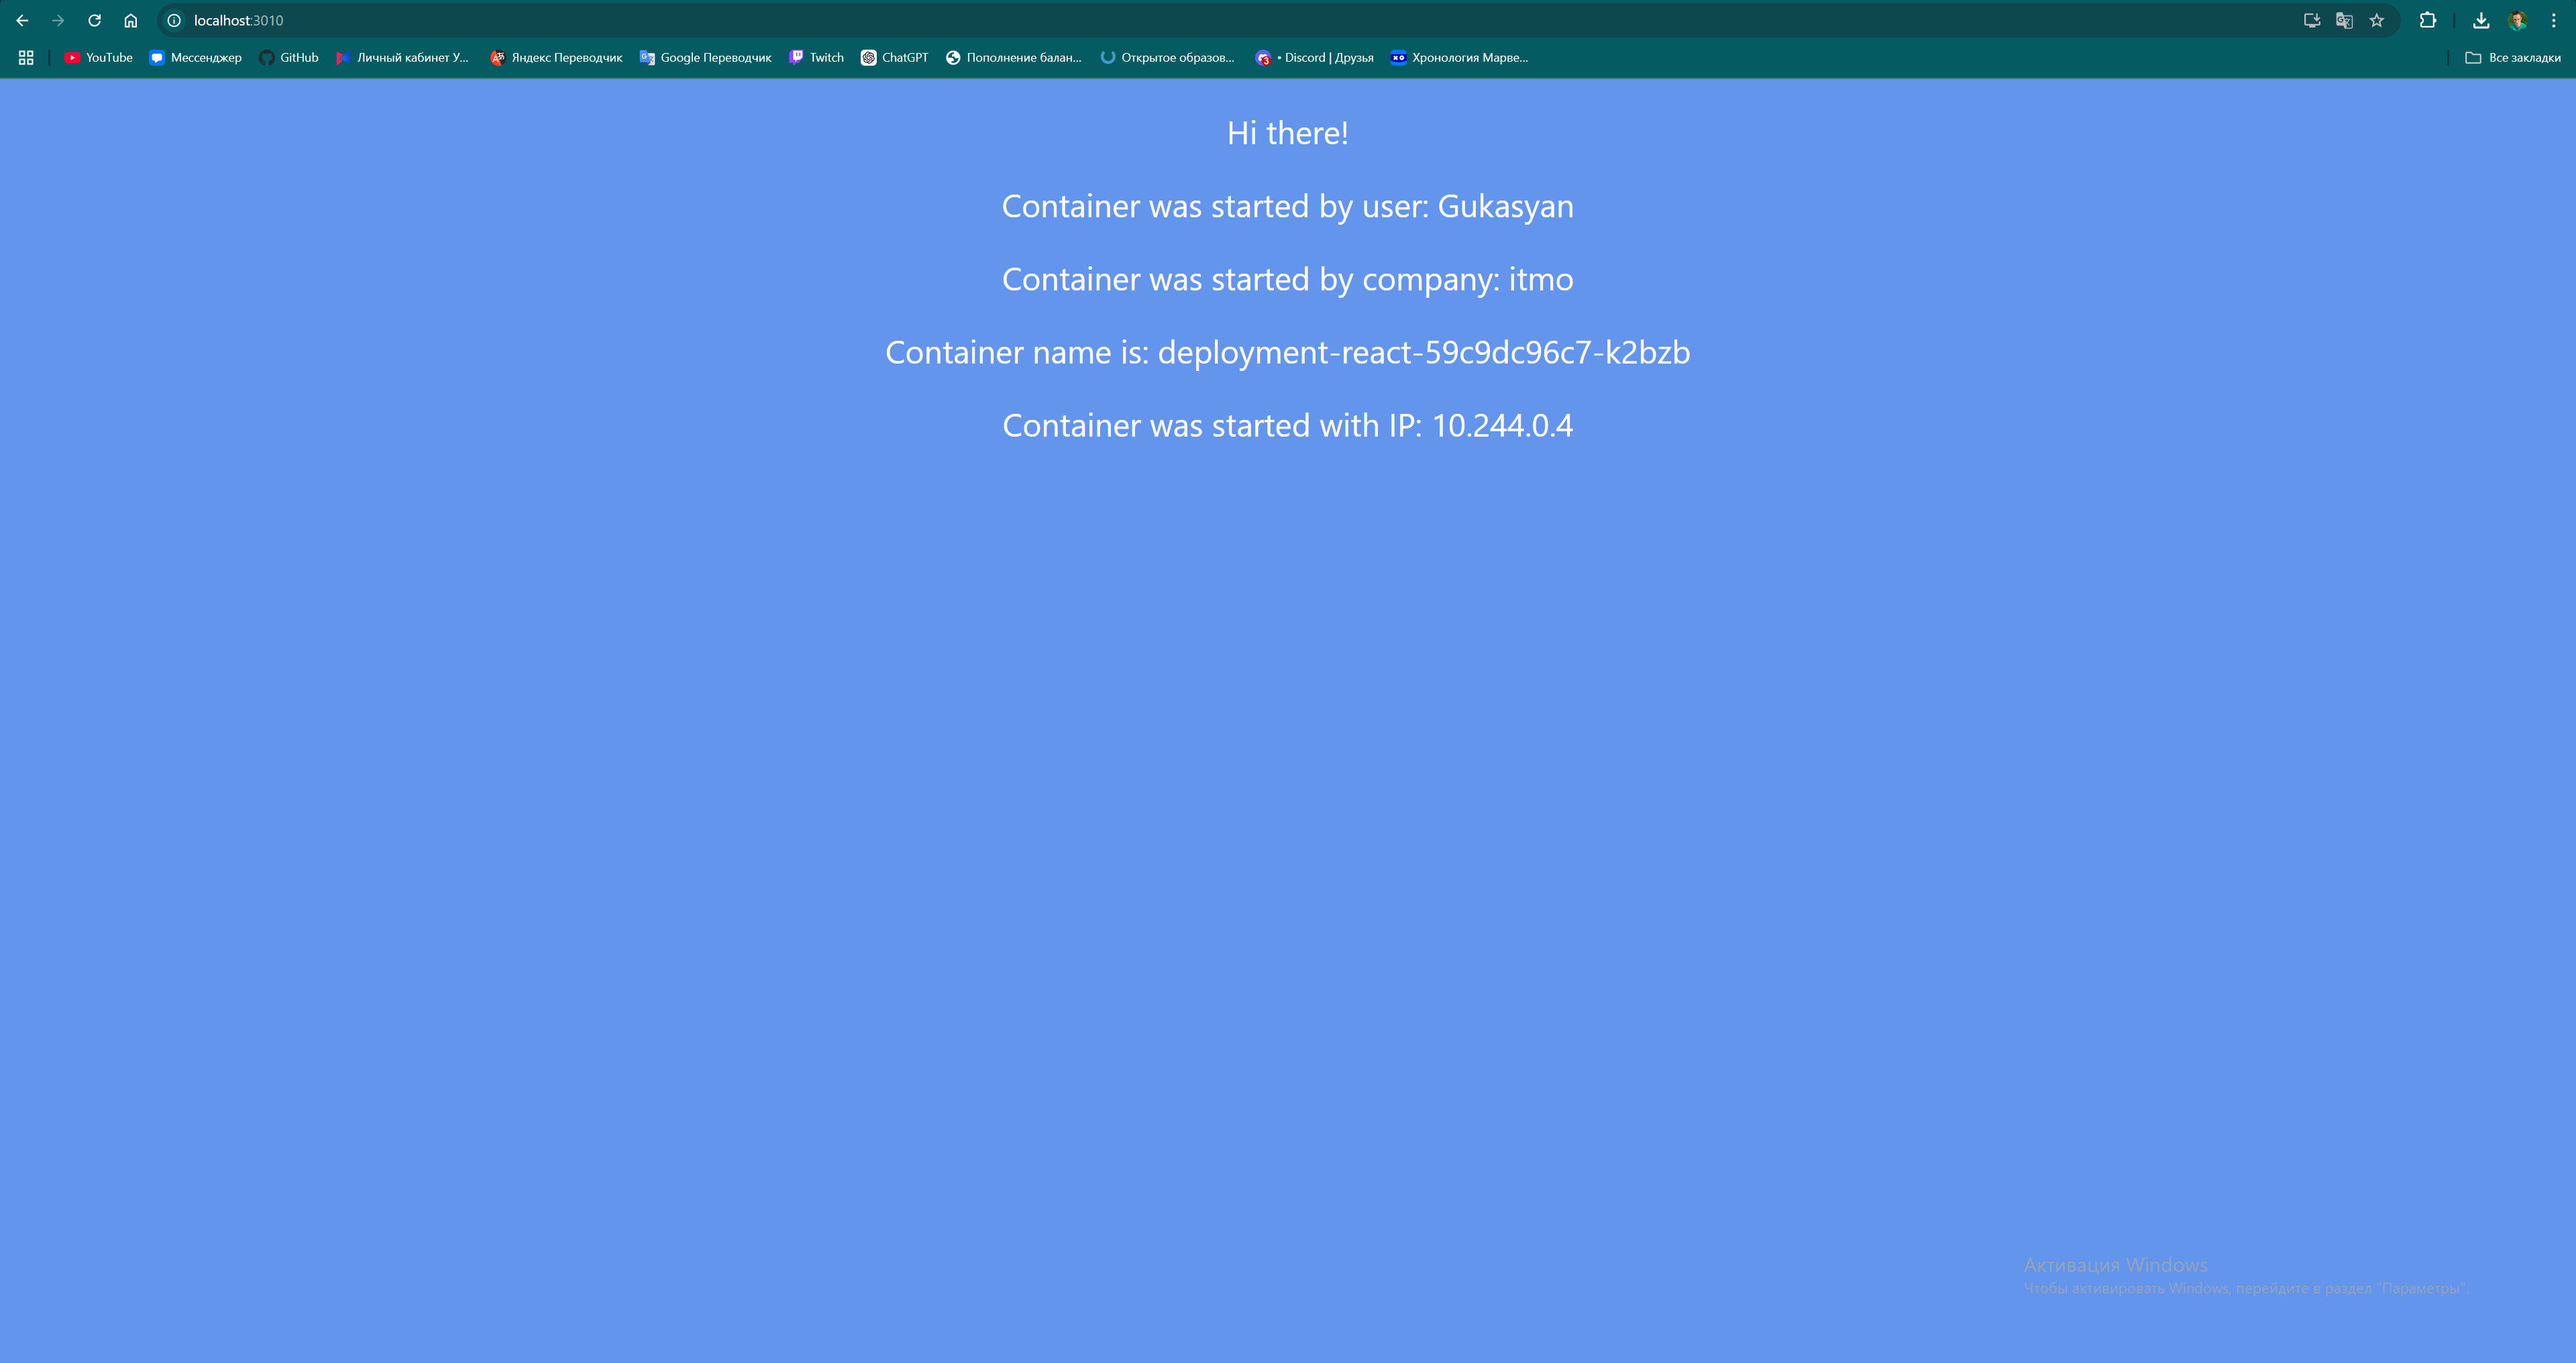 localhost:3010
YouTube
Мессенджер
GitHub
Личный кабинет У...
Яндекс Переводчик
Google Переводчик
Twitch
ChatGPT
Пополнение балан...
Открытое образов...
• Discord | Друзья
Хронология Марве...
Все закладки
Hi there!
Container was started by user: Gukasyan
Container was started by company: itmo
Container name is: deployment-react-59c9dc96c7-k2bzb
Container was started with IP: 10.244.0.4
Активация Windows
Чтобы активировать Windows, перейдите в раздел "Параметры".